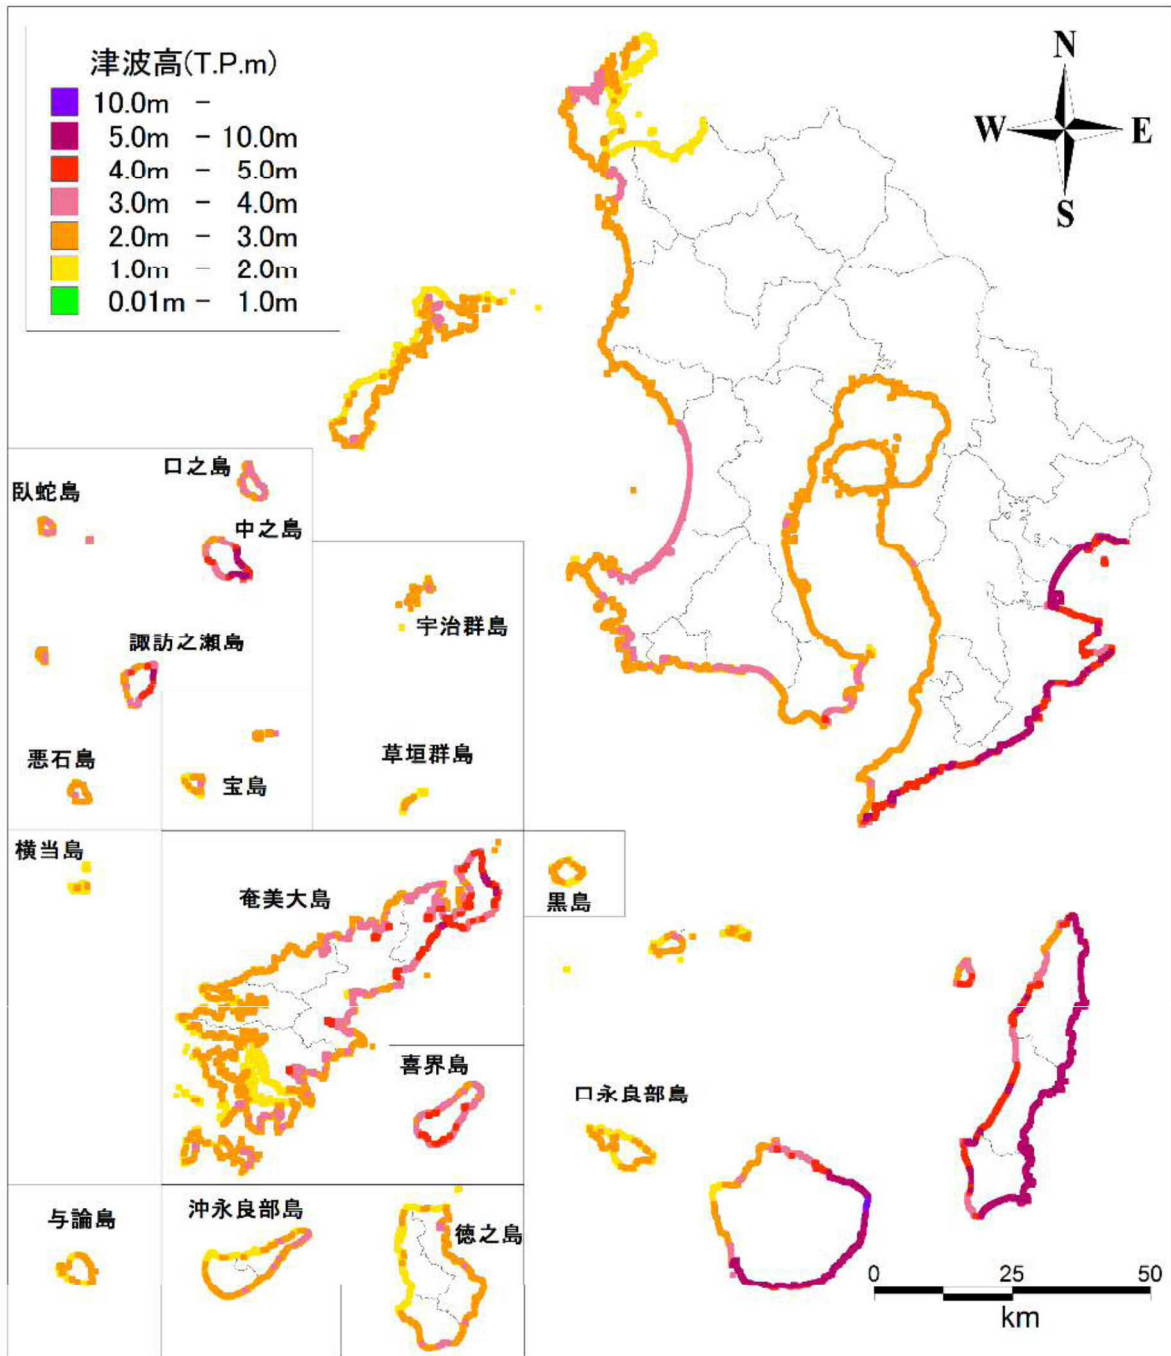 津波高(T.P.m)
10.0m -
5.0m - 10.0m
4.0m - 5.0m
3.0m - 4.0m
2.0m - 3.0m
1.0m - 2.0m
0.01m - 1.0m
N
W E
S
口之島
臥蛇島
中之島
宇治群島
諏訪之瀬島
草垣群島
悪石島
宝島
横当島
奄美大島
黒島
喜界島
口永良部島
与論島
沖永良部島
徳之島
0 25 50
km